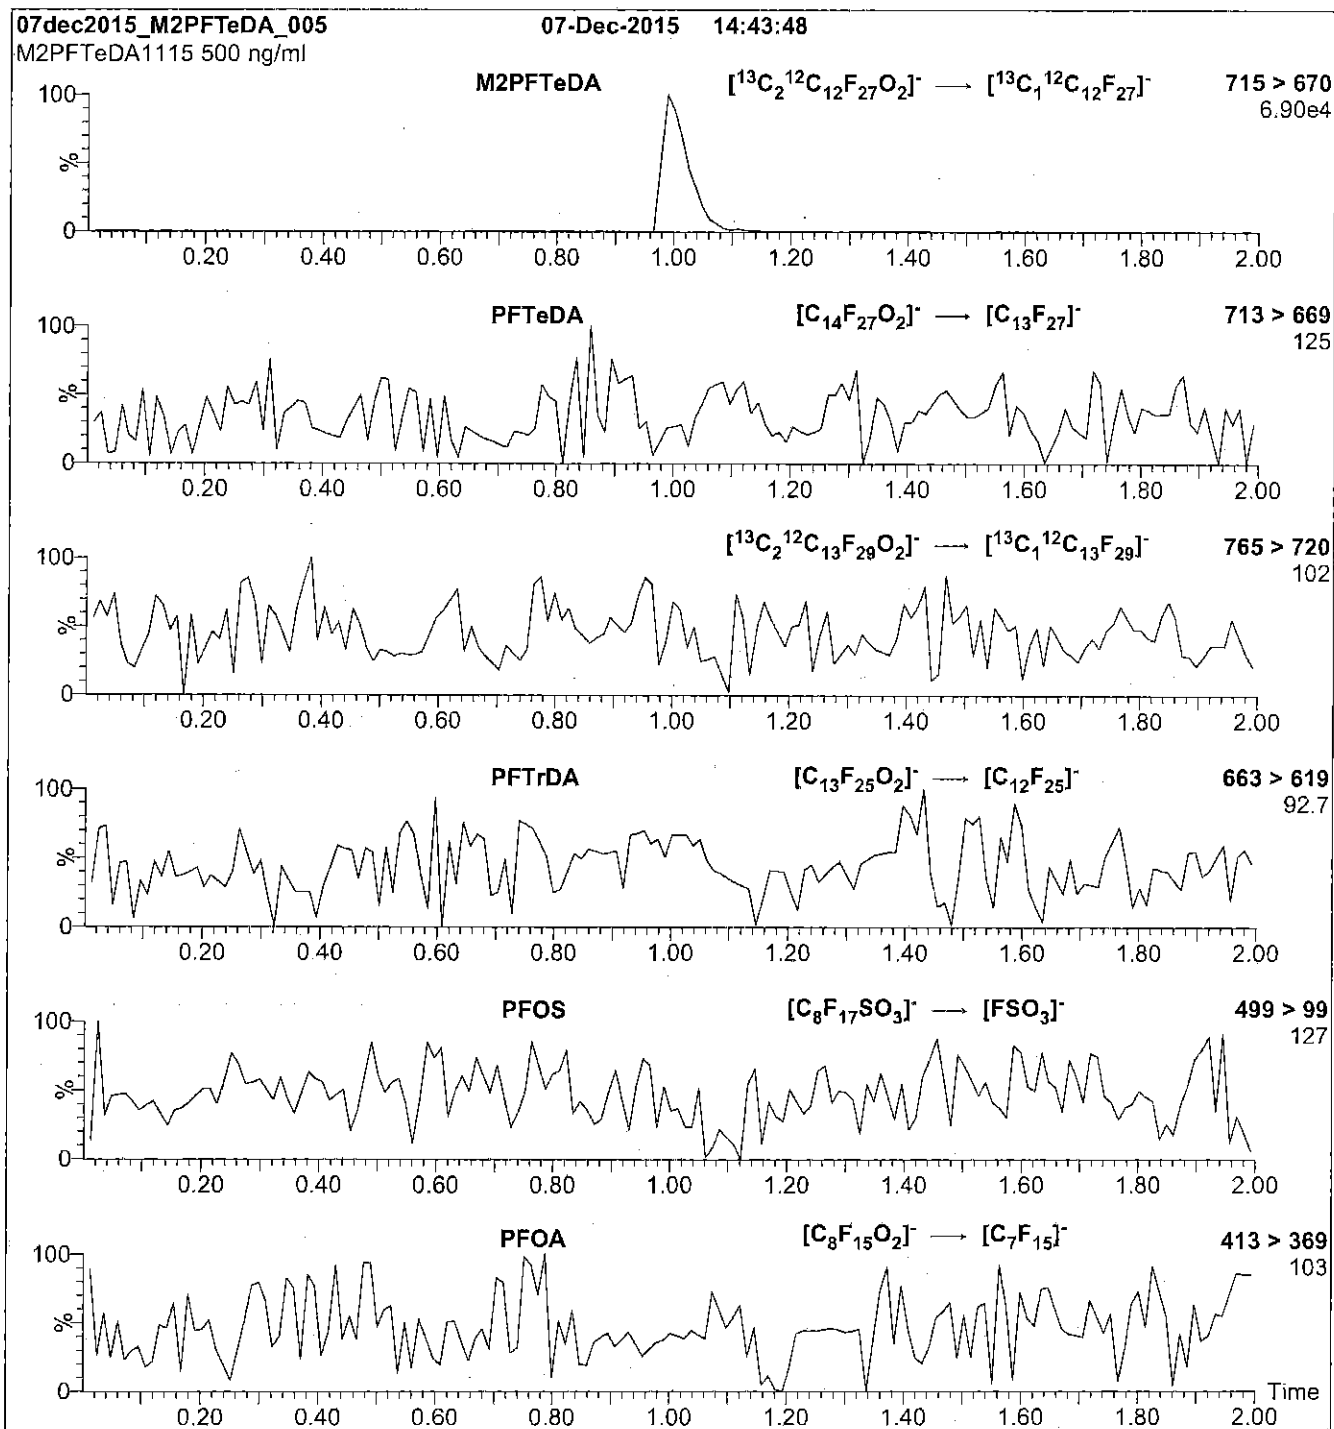 07dec2015_M2PFTeDA_005 07-Dec-2015 14:43:48
M2PFTeDA1115 500 ng/ml
M2PFTeDA [¹³C₂¹²C₁₂F₂₇O₂]⁻ → [¹³C₁¹²C₁₂F₂₇]⁻ 715 > 670
6.90e4
100
%
0
0.20 0.40 0.60 0.80 1.00 1.20 1.40 1.60 1.80 2.00
PFTeDA [C₁₄F₂₇O₂]⁻ → [C₁₃F₂₇]⁻ 713 > 669
125
100
%
0
0.20 0.40 0.60 0.80 1.00 1.20 1.40 1.60 1.80 2.00
[¹³C₂¹²C₁₃F₂₉O₂]⁻ → [¹³C₁¹²C₁₃F₂₉]⁻ 765 > 720
102
100
%
0
0.20 0.40 0.60 0.80 1.00 1.20 1.40 1.60 1.80 2.00
PFTrDA [C₁₃F₂₅O₂]⁻ → [C₁₂F₂₅]⁻ 663 > 619
92.7
100
%
0
0.20 0.40 0.60 0.80 1.00 1.20 1.40 1.60 1.80 2.00
PFOS [C₈F₁₇SO₃]⁻ → [FSO₃]⁻ 499 > 99
127
100
%
0
0.20 0.40 0.60 0.80 1.00 1.20 1.40 1.60 1.80 2.00
PFOA [C₈F₁₅O₂]⁻ → [C₇F₁₅]⁻ 413 > 369
103
100
%
0 Time
0.20 0.40 0.60 0.80 1.00 1.20 1.40 1.60 1.80 2.00